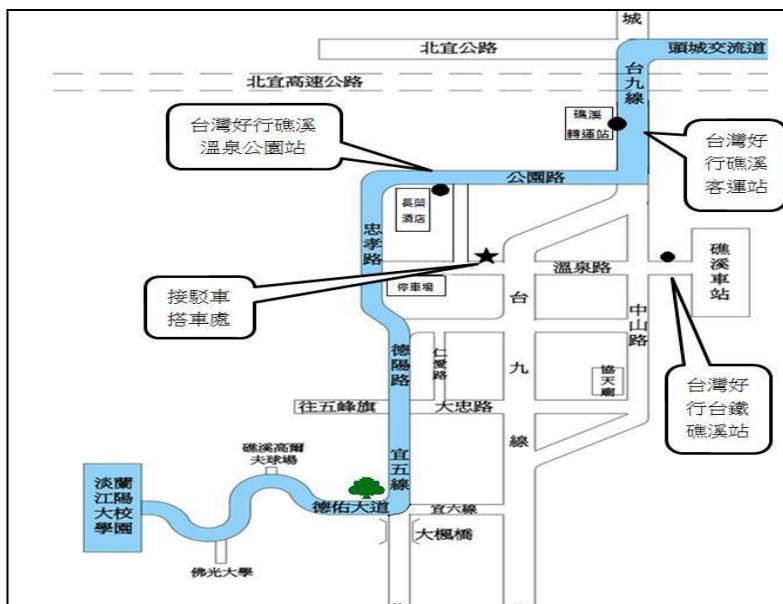 城
北宜公路
頭城交流道
台九線
北宜高速公路
台灣好行礁溪
溫泉公園站
礁溪
轉運站
台灣好
行礁溪
客運站
公園路
長榮
酒店
忠孝路
溫泉路
礁溪車站
停車場
接駁車
搭車處
台九線
中山路
德陽路
仁愛路
協天廟
台灣好
行台鐵
礁溪站
往五峰旗
大忠路
宜五線
礁溪高爾
夫球場
淡江大學
蘭陽校園
德佑大道
宜六線
大楓橋
佛光大學